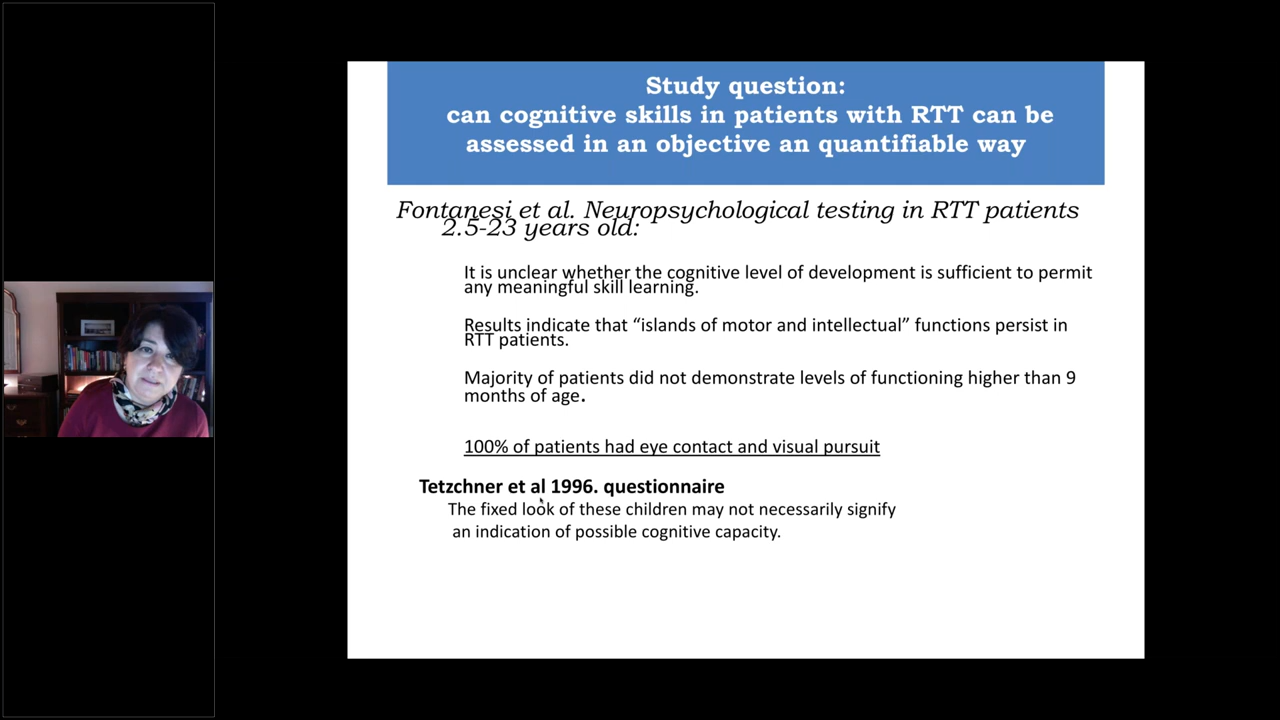 Study question:
can cognitive skills in patients with RTT can be
assessed in an objective an quantifiable way
Fontanesi et al. Neuropsychological testing in RTT patients
2.5-23 years old:
It is unclear whether the cognitive level of development is sufficient to permit
any meaningful skill learning.
Results indicate that “islands of motor and intellectual” functions persist in
RTT patients.
Majority of patients did not demonstrate levels of functioning higher than 9
months of age.
100% of patients had eye contact and visual pursuit
Tetzchner et al 1996. questionnaire
The fixed look of these children may not necessarily signify
an indication of possible cognitive capacity.